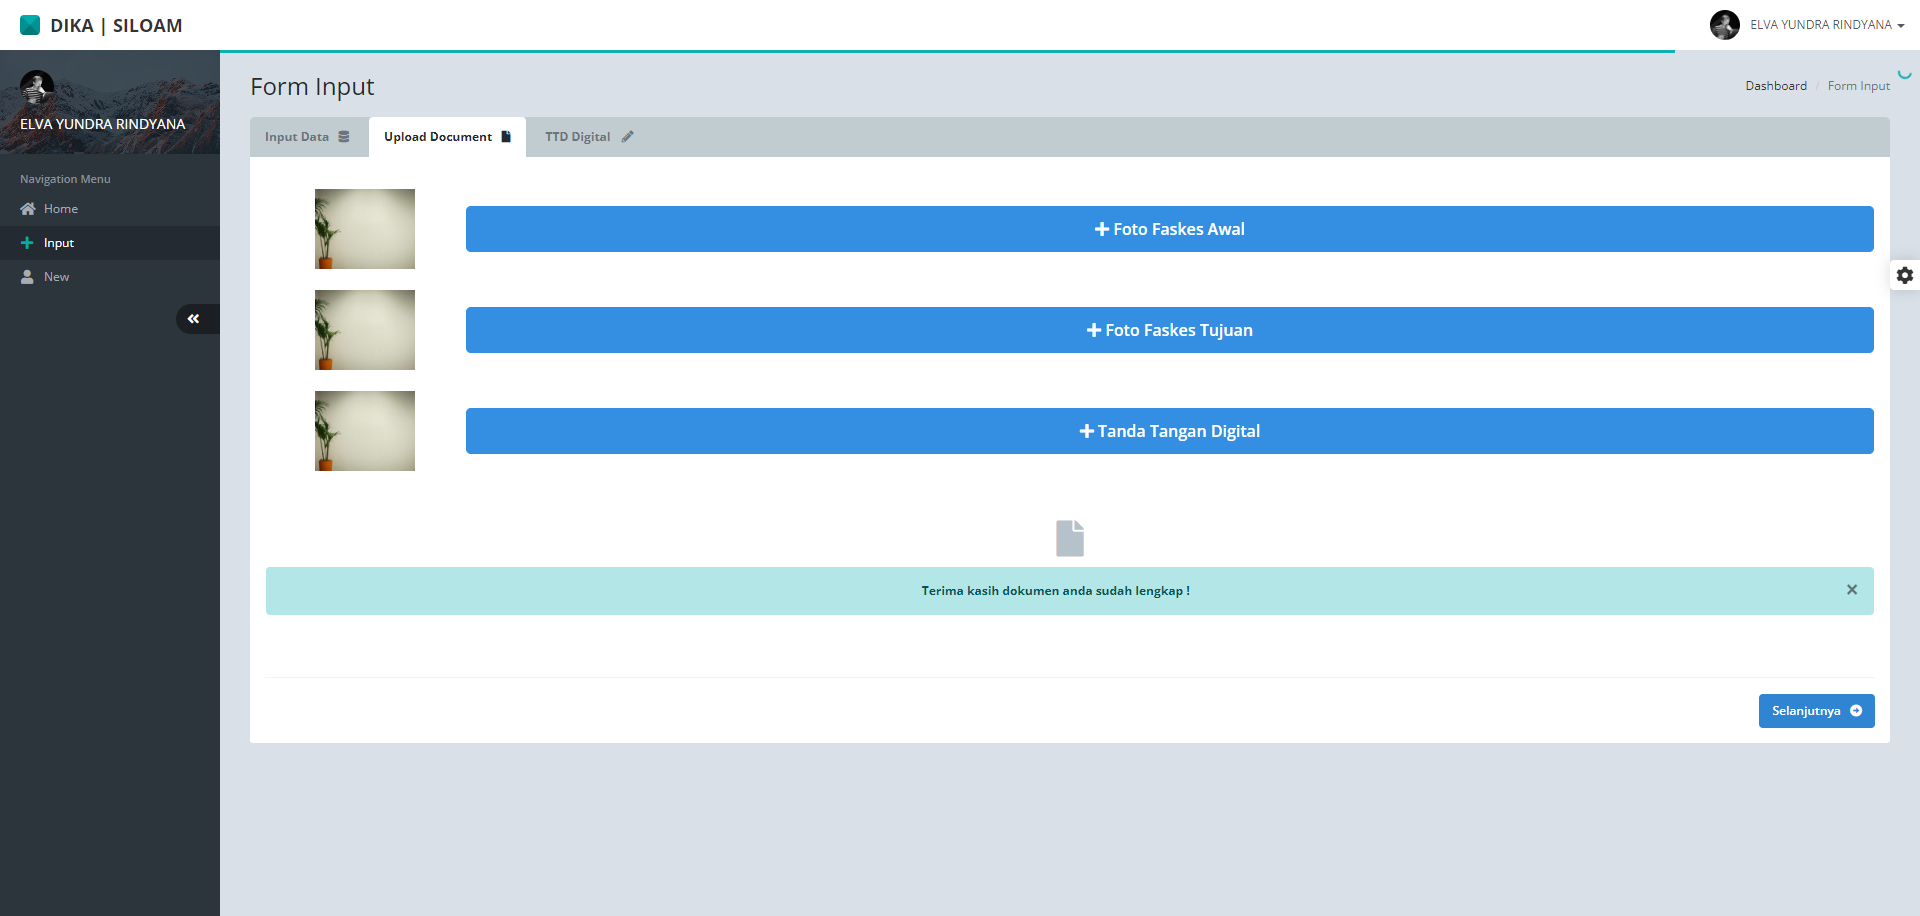 DIKA | SILOAM
ELVA YUNDRA RINDYANA
ELVA YUNDRA RINDYANA
Navigation Menu
Home
Input
New
Form Input
Dashboard / Form Input
Input Data
Upload Document
TTD Digital
Foto Faskes Awal
Foto Faskes Tujuan
Tanda Tangan Digital
Terima kasih dokumen anda sudah lengkap !
×
Selanjutnya